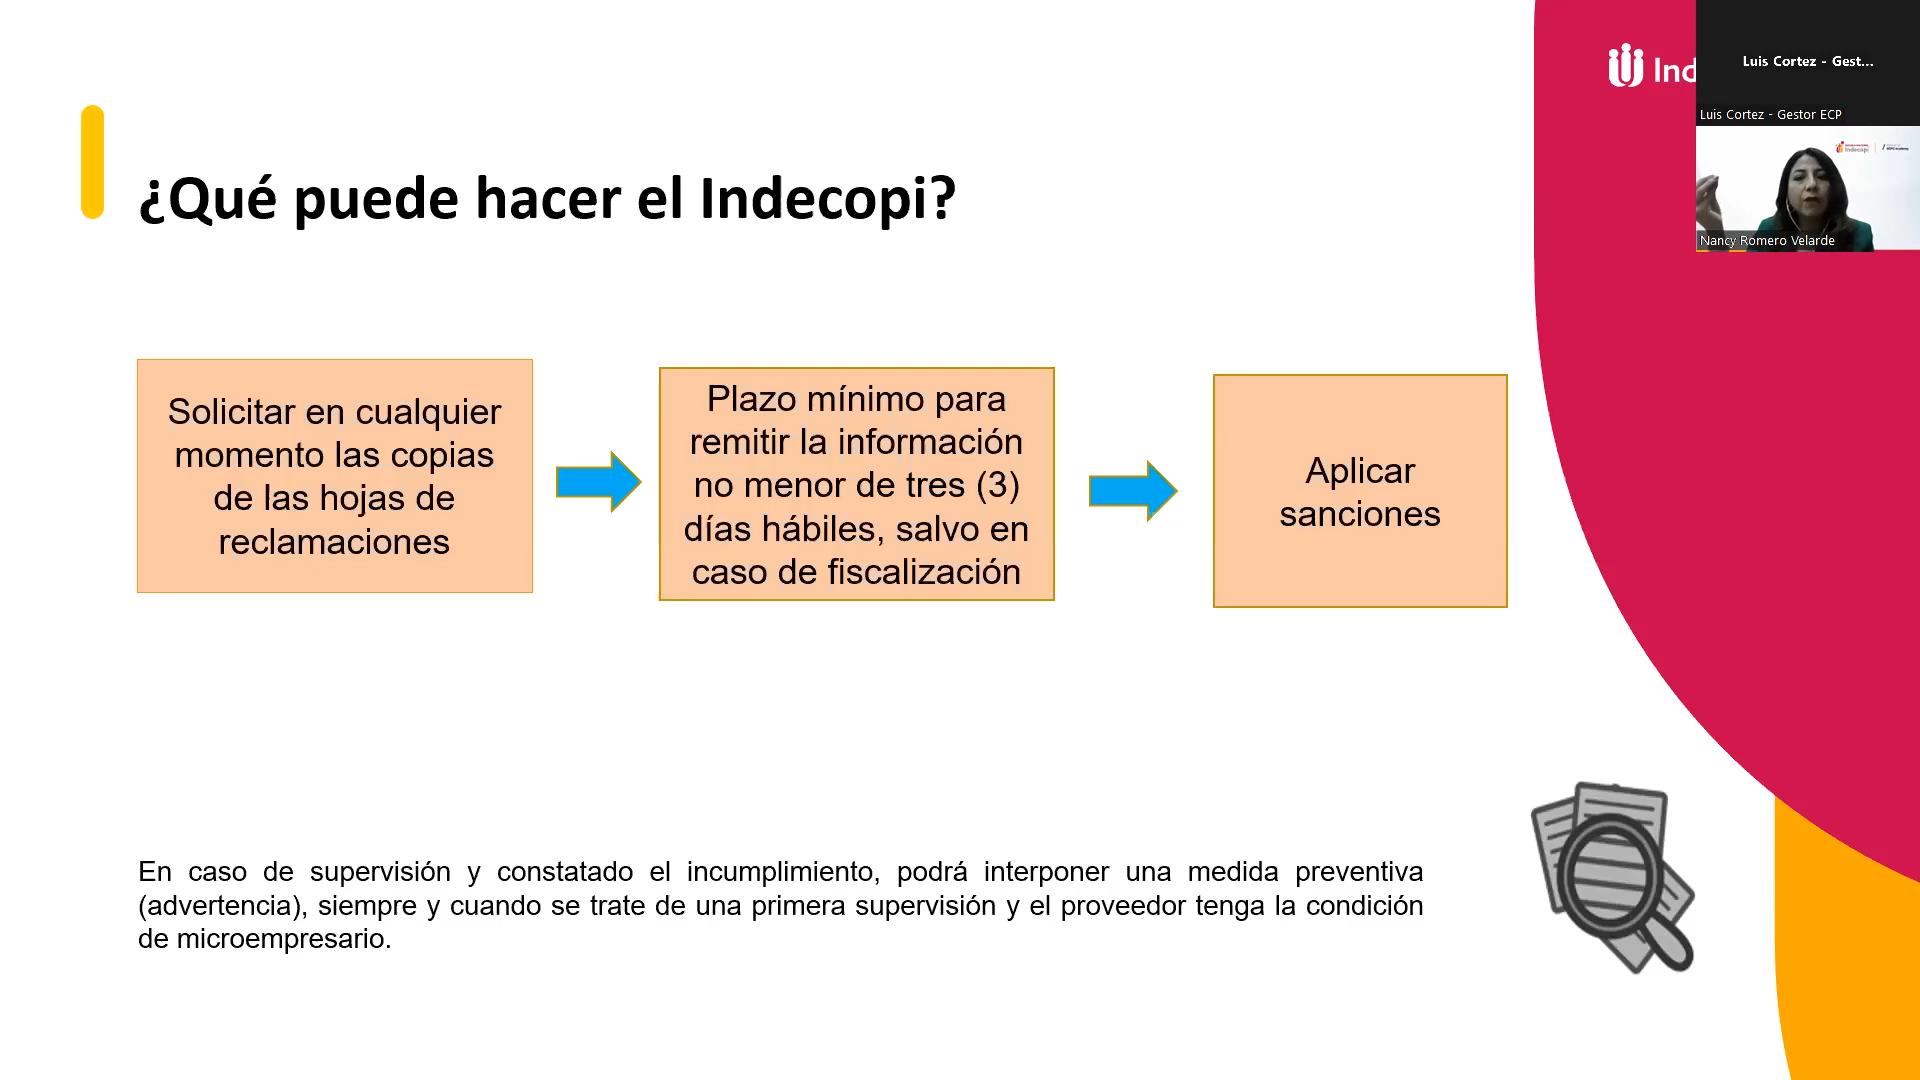 Ind
Luis Cortez - Gest...
Luis Cortez - Gestor ECP
Indecopi
Nancy Romero Velarde
¿Qué puede hacer el Indecopi?
Solicitar en cualquier
momento las copias
de las hojas de
reclamaciones
Plazo mínimo para
remitir la información
no menor de tres (3)
días hábiles, salvo en
caso de fiscalización
Aplicar
sanciones
En caso de supervisión y constatado el incumplimiento, podrá interponer una medida preventiva
(advertencia), siempre y cuando se trate de una primera supervisión y el proveedor tenga la condición
de microempresario.